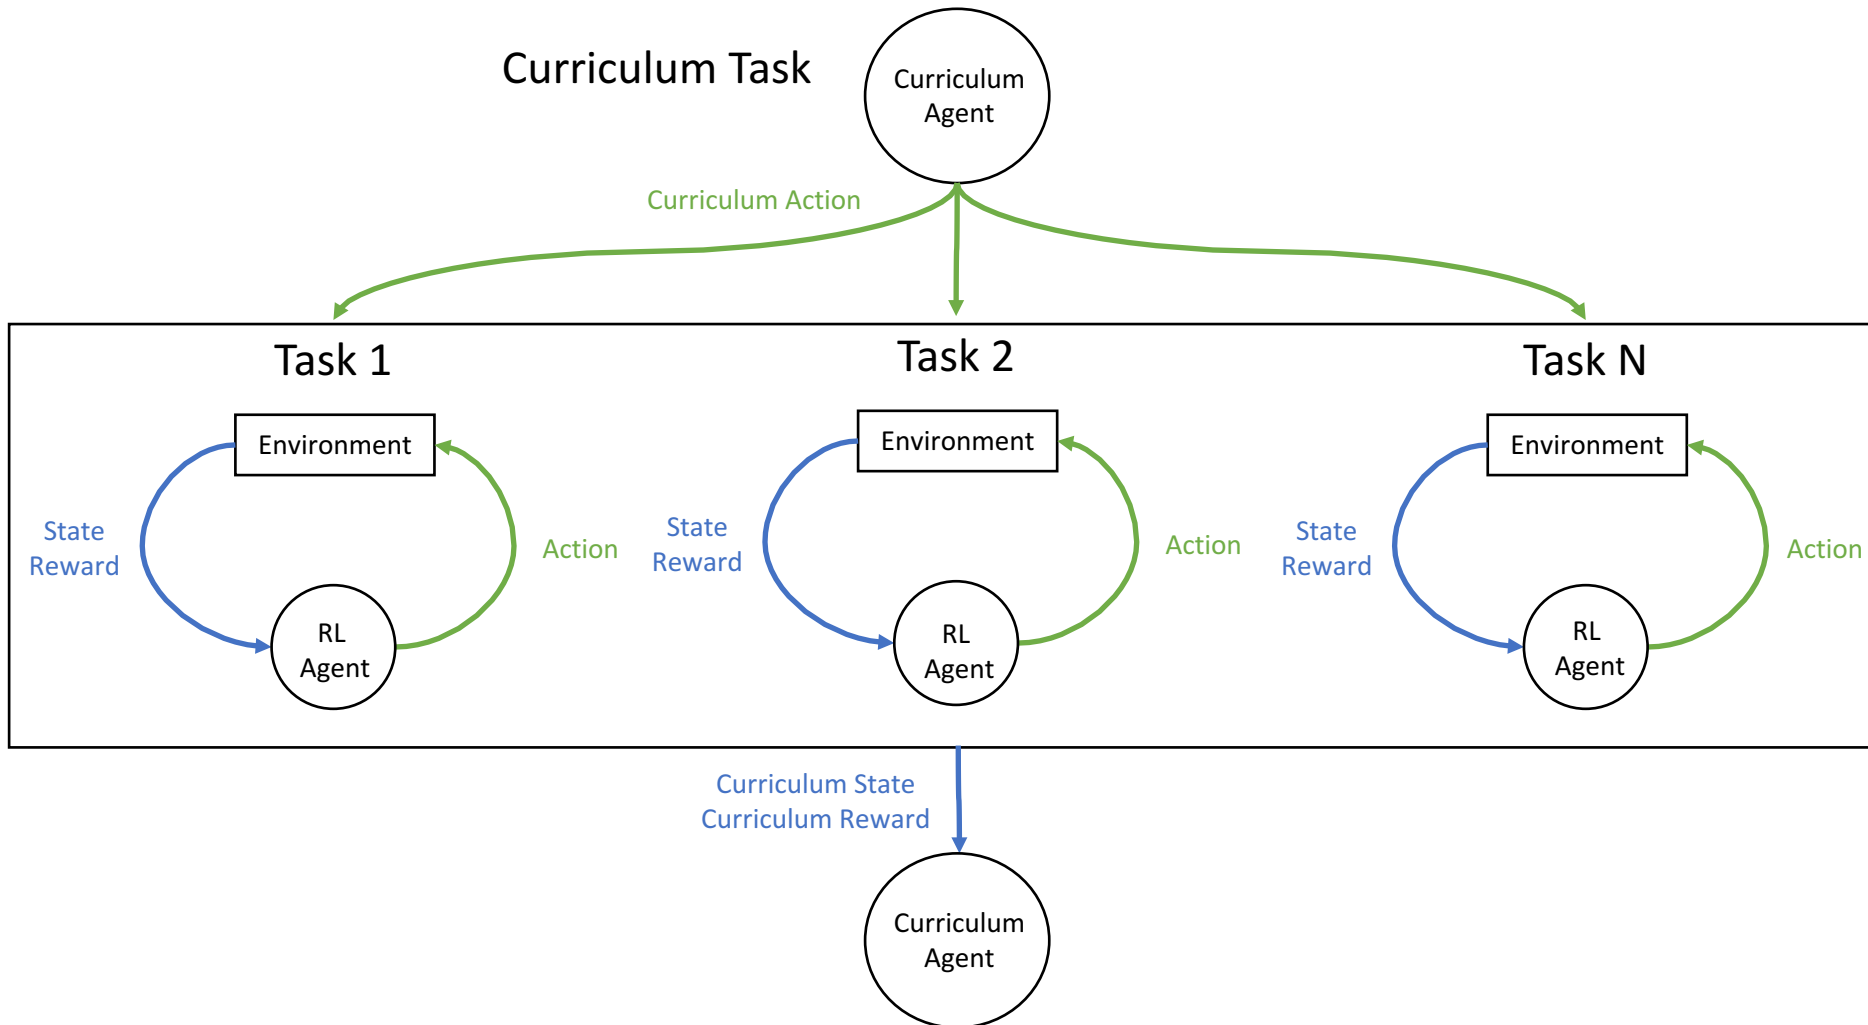 Curriculum Task
Curriculum
Agent
Curriculum Action
Task 1
Environment
State
Reward
Action
RL
Agent
Task 2
Environment
State
Reward
Action
RL
Agent
Task N
Environment
State
Reward
Action
RL
Agent
Curriculum State
Curriculum Reward
Curriculum
Agent